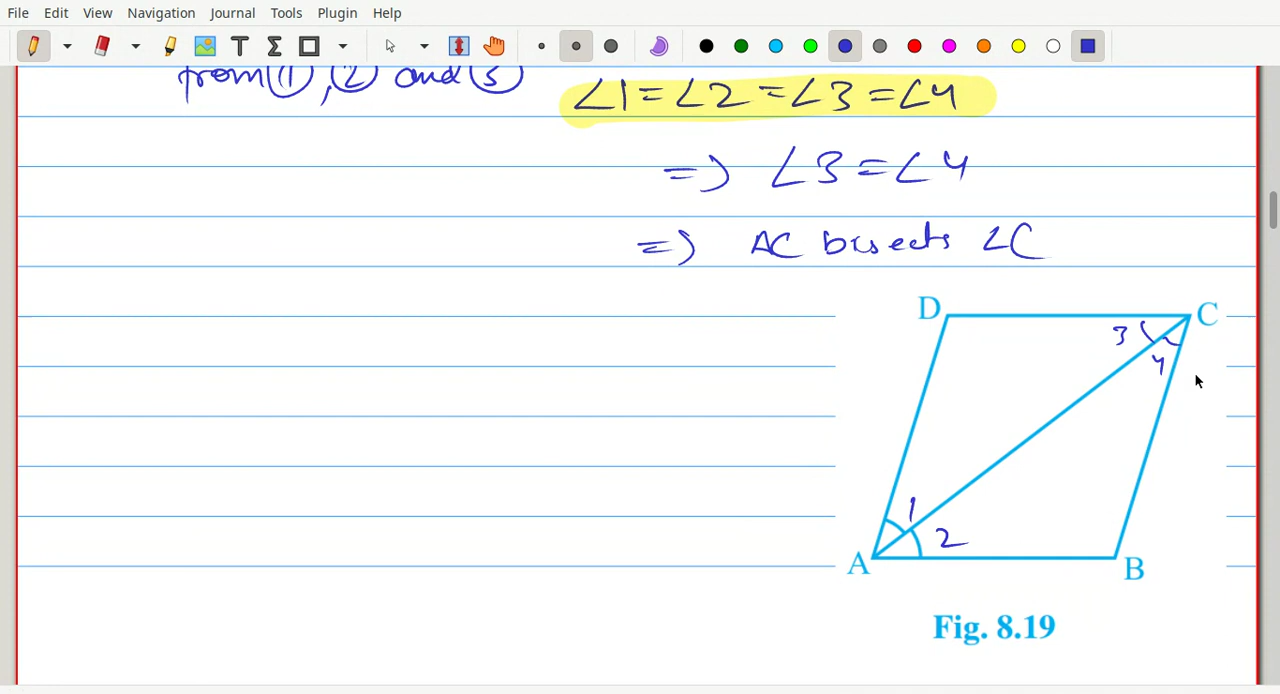 File Edit View Navigation Journal Tools Plugin Help
from (1), (2) and (3)
∠1 = ∠2 = ∠3 = ∠4
=> ∠3 = ∠4
=> AC bisects ∠C
D C
3
4
1
2
A B
Fig. 8.19